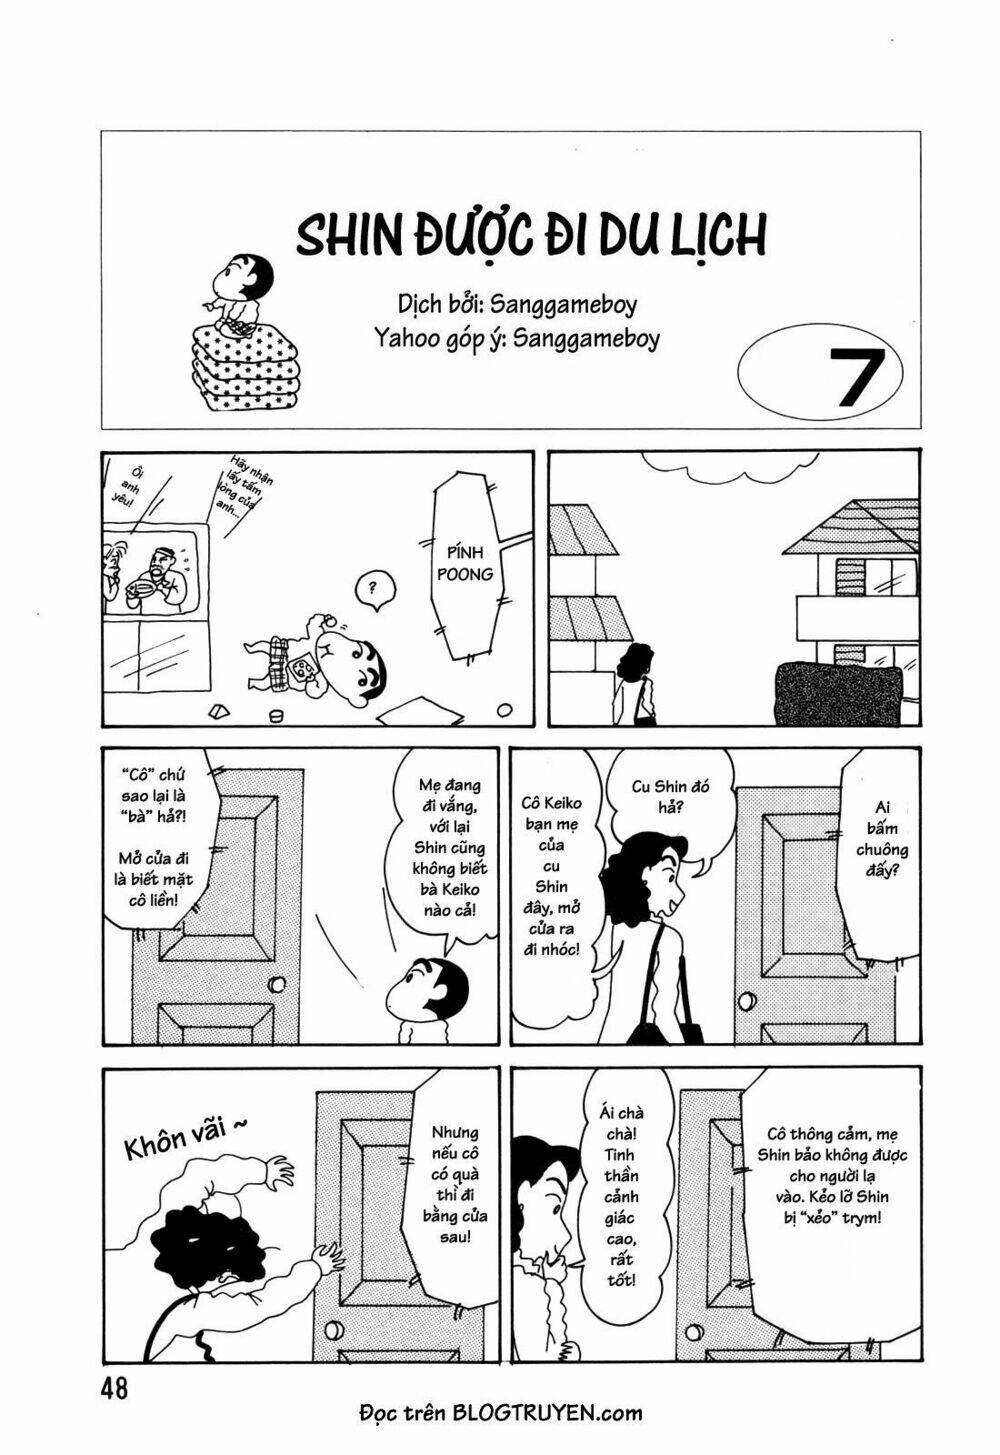 SHIN ĐƯỢC ĐI DU LỊCH
Dịch bởi: Sanggameboy
Yahoo góp ý: Sanggameboy
7
PÍNH
POONG
?
Hãy nhận
lấy tấm
lòng của
anh...
Ôi
anh
yêu!
Ai
bấm
chuông
đấy?
Cu Shin đó
hả?
Cô Keiko
bạn mẹ
của
cu
Shin
đây, mở
cửa ra
đi nhóc!
Mẹ đang
đi vắng,
với lại
Shin cũng
không biết
bà Keiko
nào cả!
“Cô” chứ
sao lại là
“bà” hả?!
Mở cửa đi
là biết mặt
cô liền!
Cô thông cảm, mẹ
Shin bảo không được
cho người lạ
vào. Kẻo lỡ Shin
bị “xẻo” trym!
Ái chà
chà!
Tinh
thần
cảnh
giác
cao,
rất
tốt!
Nhưng
nếu cô
có quà
thì đi
bằng cửa
sau!
Khôn vãi ~
48
Đọc trên BLOGTRUYEN.com